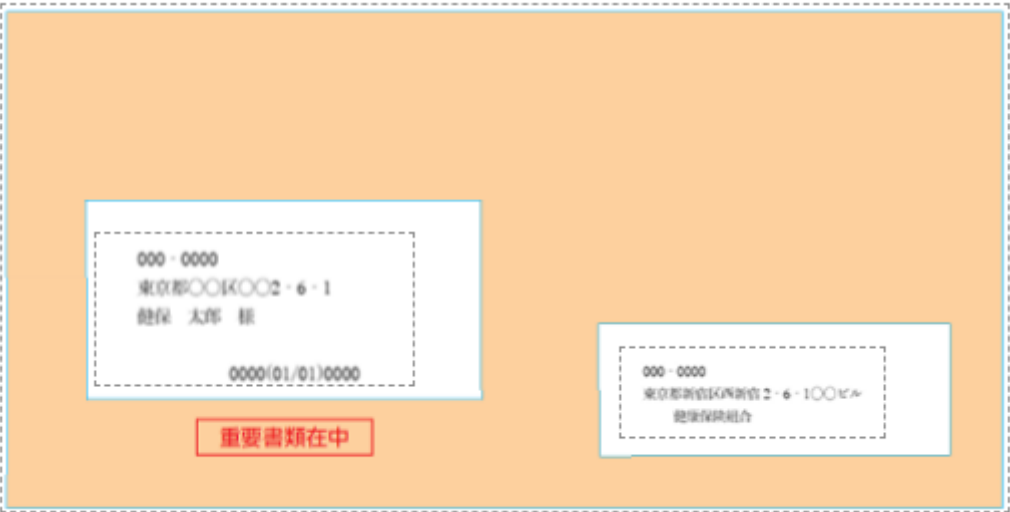 000 - 0000
東京都〇〇区〇〇2 - 6 - 1
健保 太郎 様
0000(01/01)0000
重要書類在中
000 - 0000
東京都新宿区西新宿 2 - 6 - 1〇〇ビル
健康保険組合